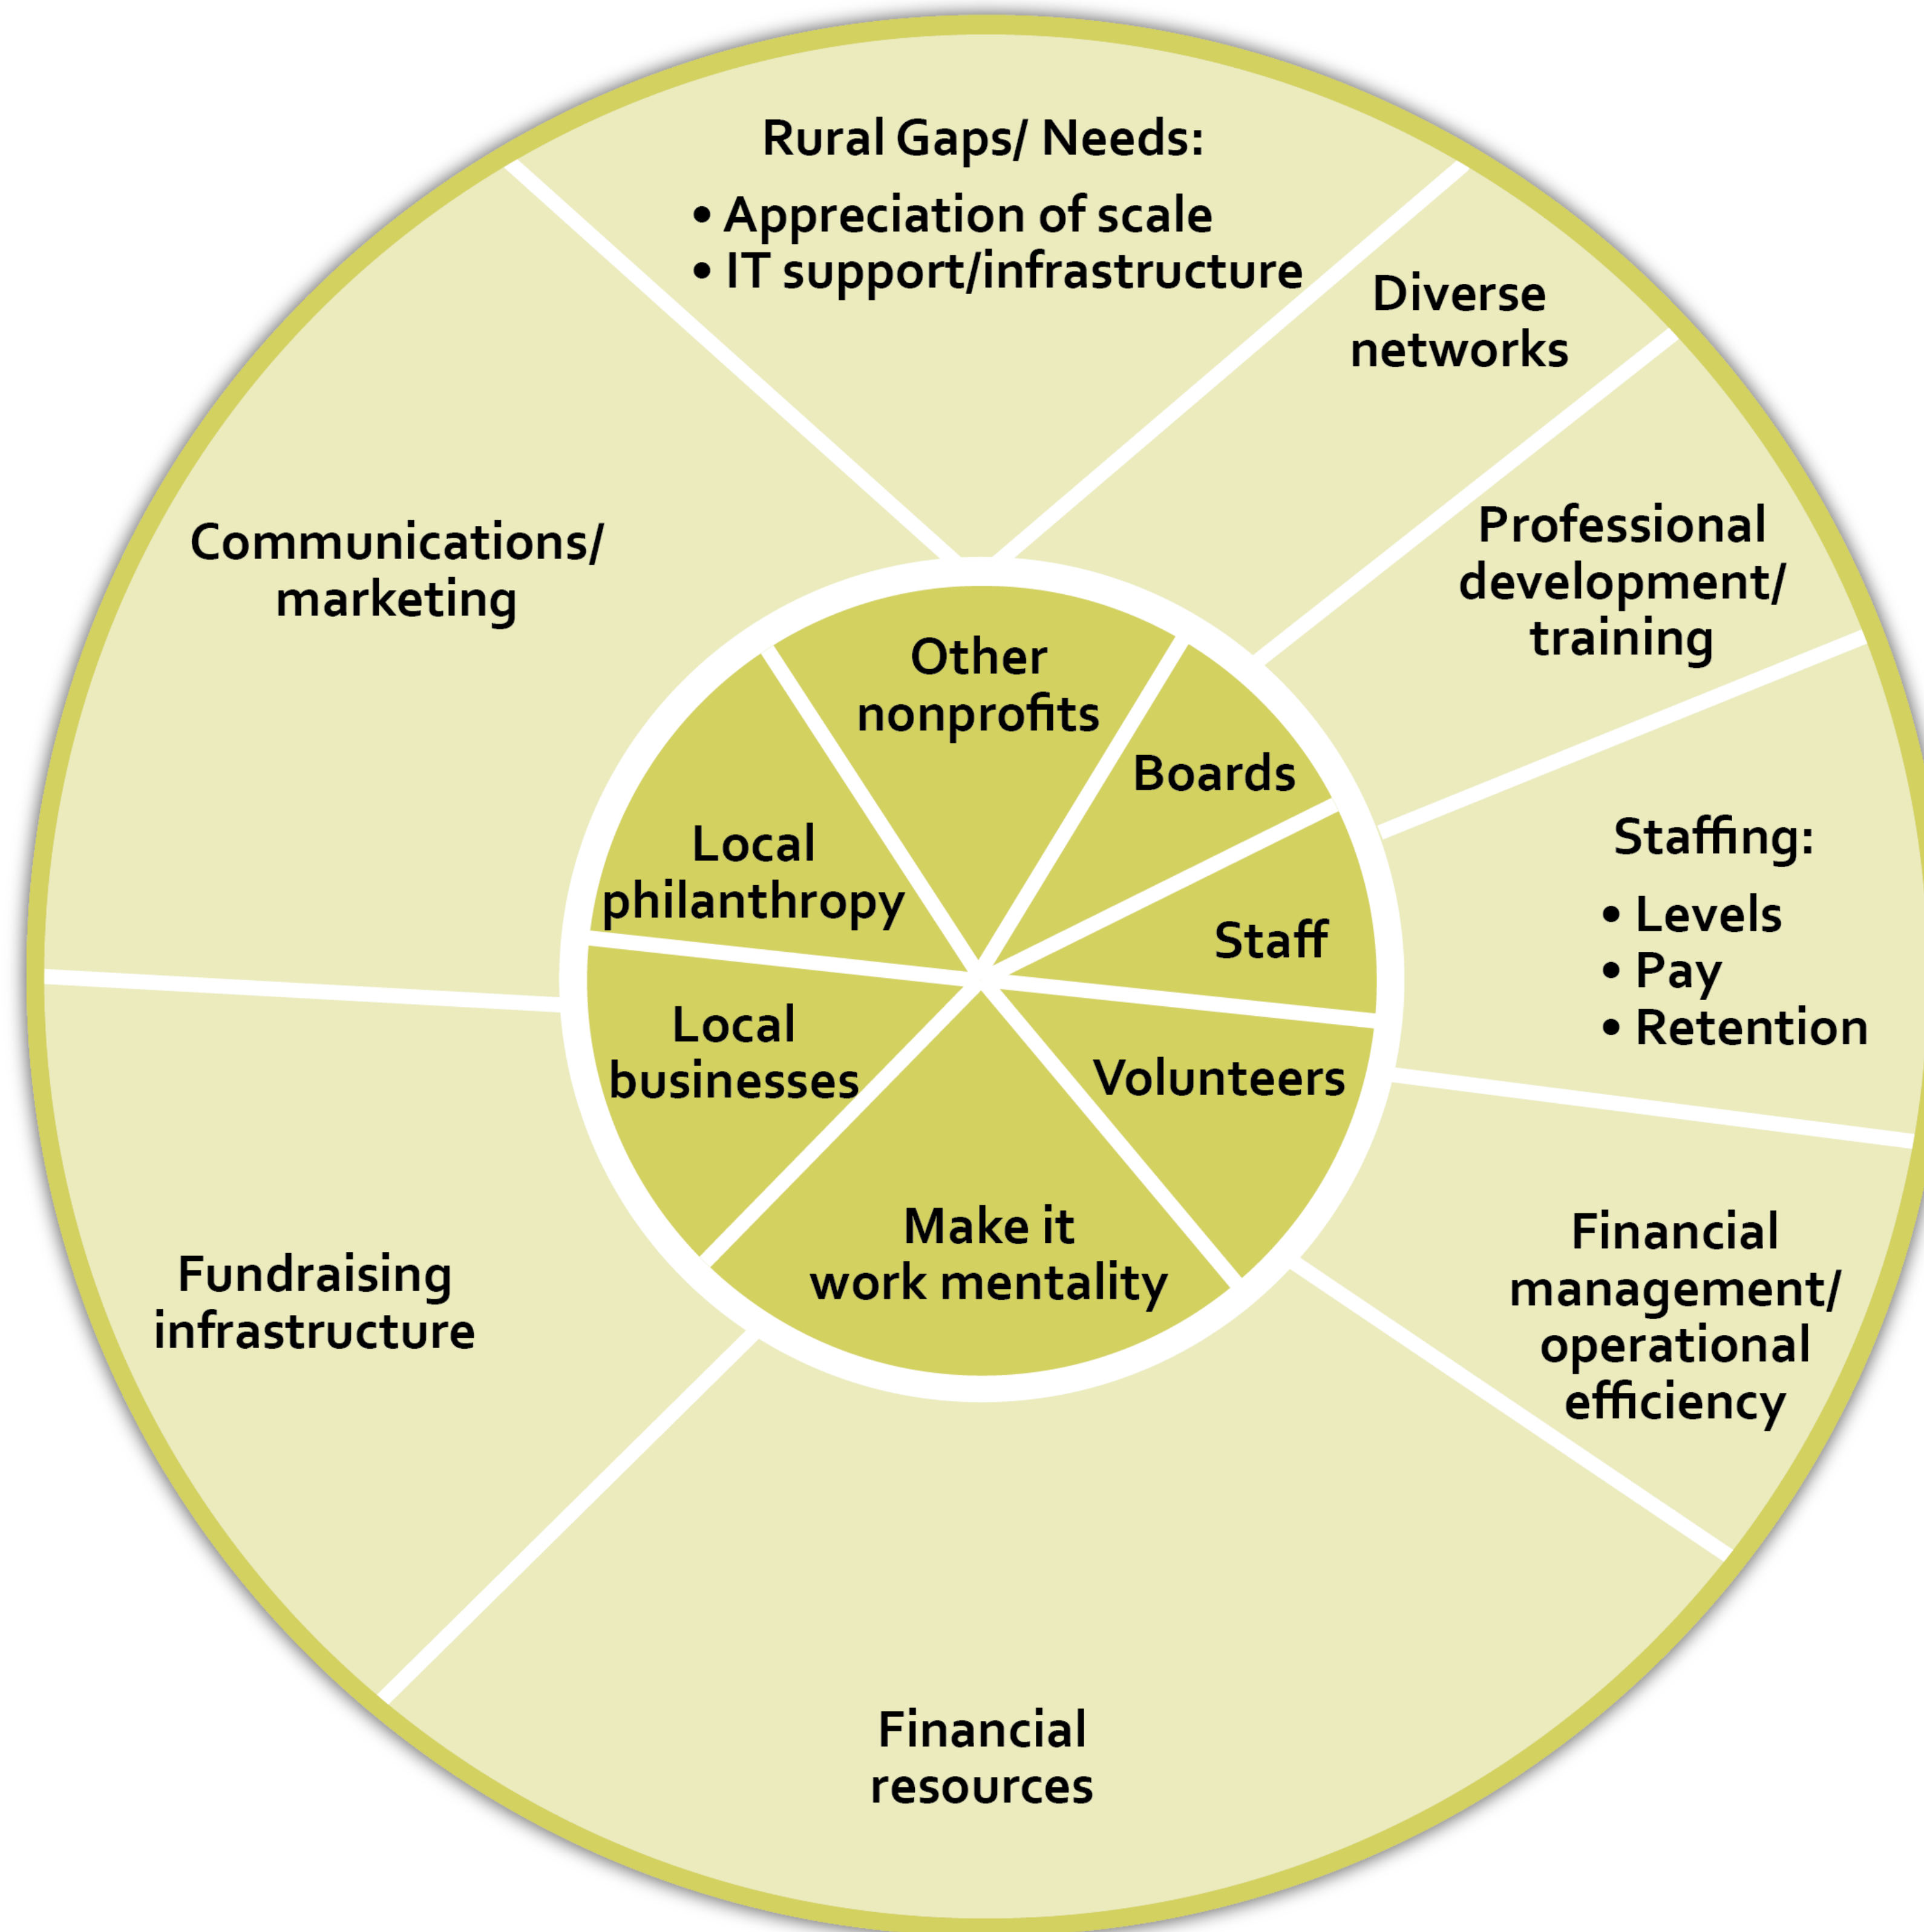 Rural Gaps/ Needs:
• Appreciation of scale
• IT support/infrastructure
Diverse
networks
Professional
development/
training
Staffing:
• Levels
• Pay
• Retention
Financial
management/
operational
efficiency
Financial
resources
Fundraising
infrastructure
Communications/
marketing
Other
nonprofits
Boards
Staff
Volunteers
Make it
work mentality
Local
businesses
Local
philanthropy